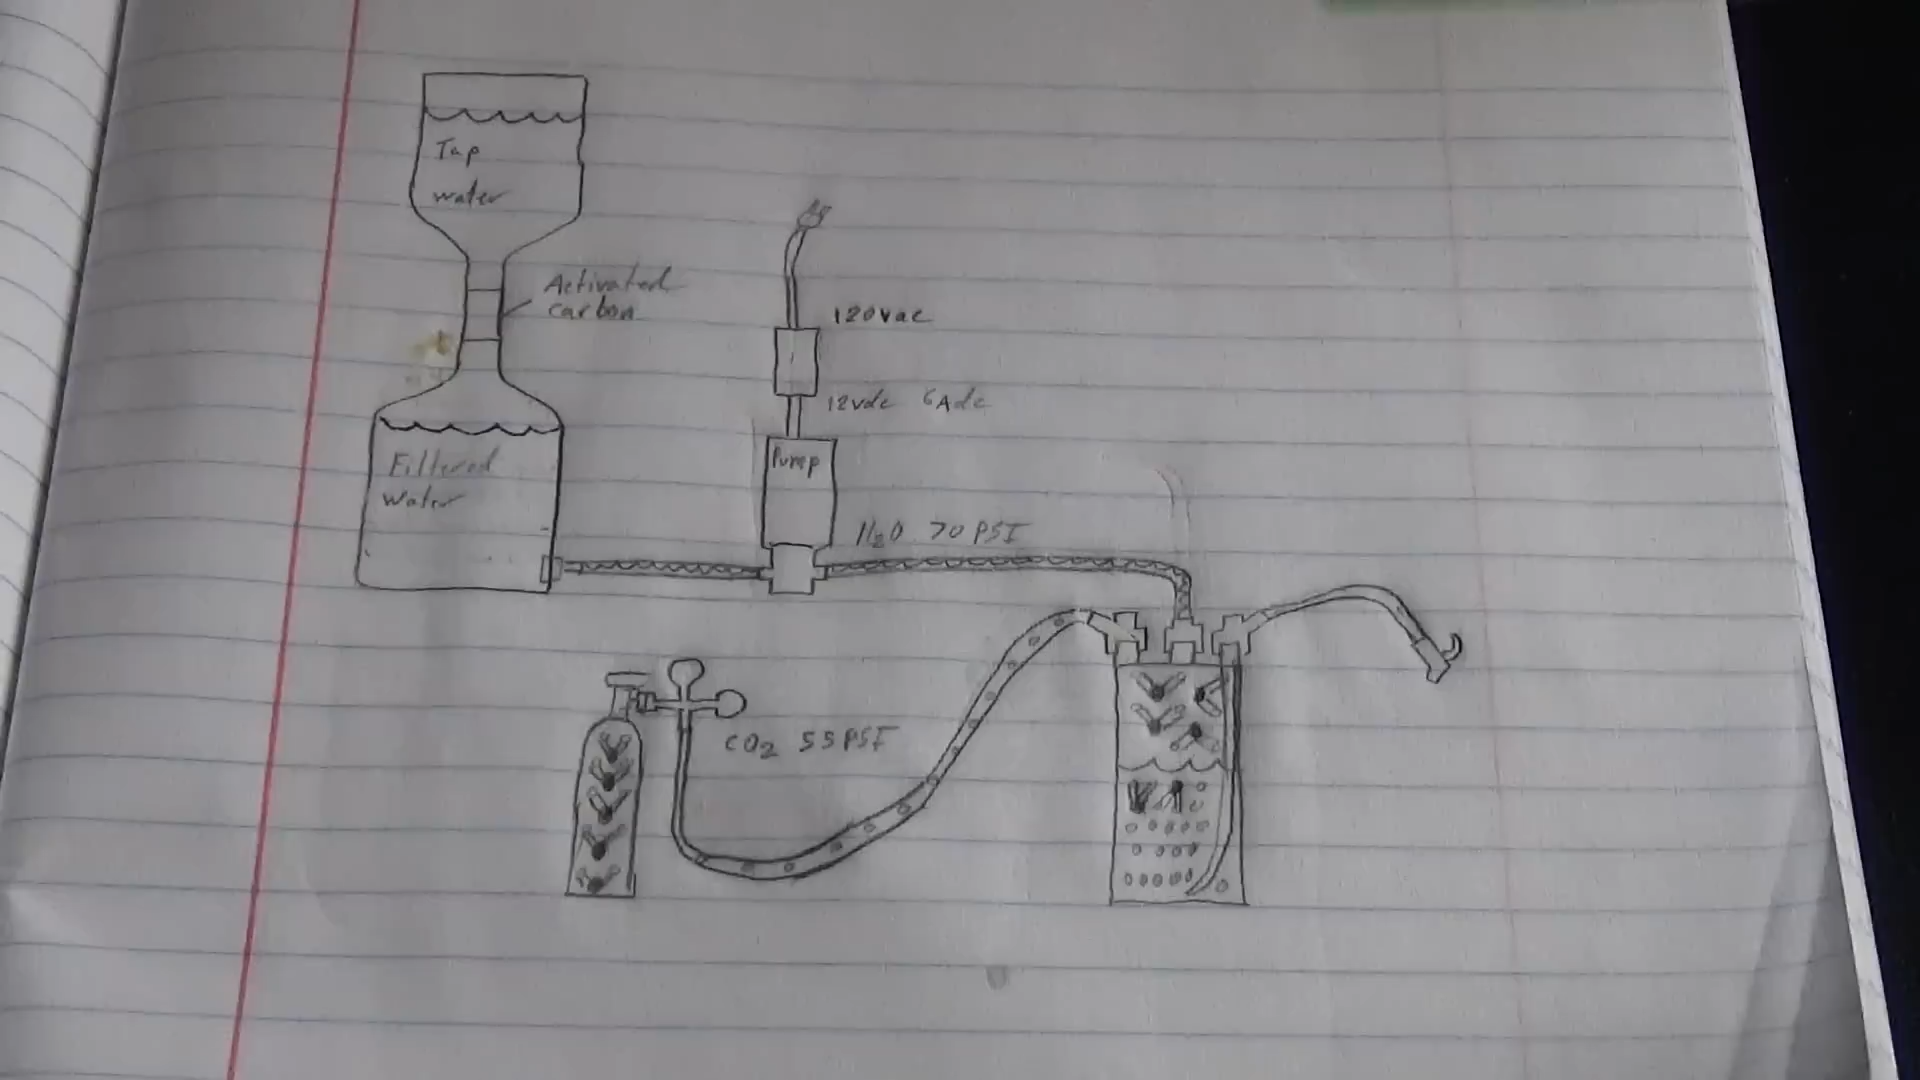 Tap
water
Activated
carbon
120vac
12vdc 6Adc
Pump
Filtered
water
H2O 70 PSI
CO2 55PSI